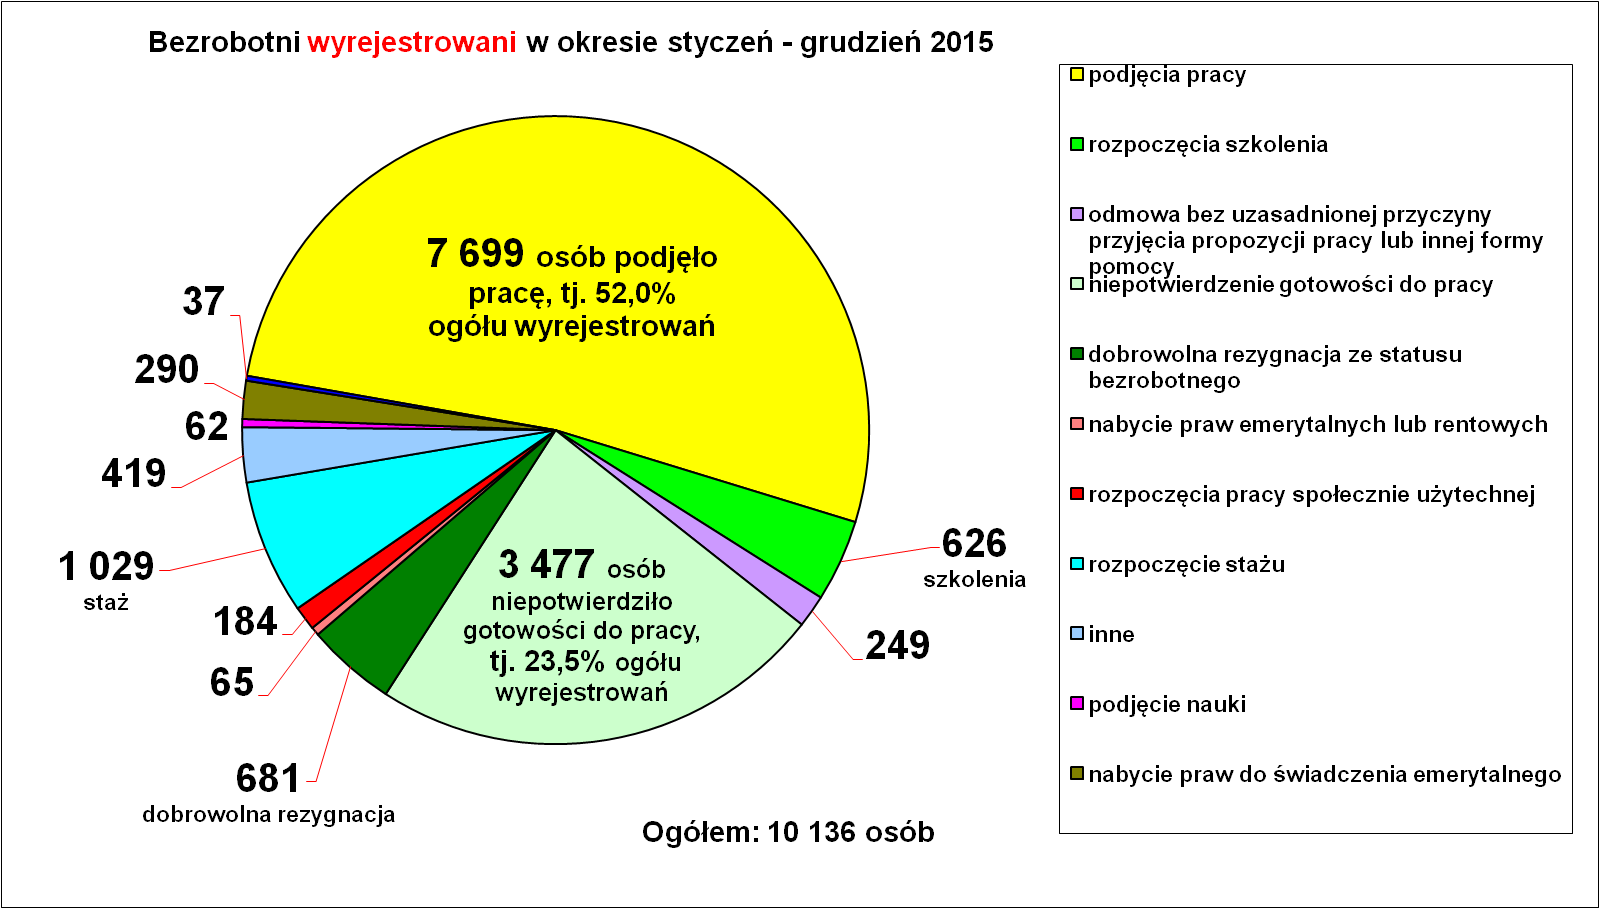 Bezrobotni wyrejestrowani w okresie styczeń - grudzień 2015
7 699 osób podjęło
pracę, tj. 52,0%
ogółu wyrejestrowań
37
290
62
419
1 029
staż
184
65
681
dobrowolna rezygnacja
3 477 osób
niepotwierdziło
gotowości do pracy,
tj. 23,5% ogółu
wyrejestrowań
626
szkolenia
249
Ogółem: 10 136 osób
podjęcia pracy
rozpoczęcia szkolenia
odmowa bez uzasadnionej przyczyny
przyjęcia propozycji pracy lub innej formy
pomocy
niepotwierdzenie gotowości do pracy
dobrowolna rezygnacja ze statusu
bezrobotnego
nabycie praw emerytalnych lub rentowych
rozpoczęcia pracy społecznie użytechnej
rozpoczęcie stażu
inne
podjęcie nauki
nabycie praw do świadczenia emerytalnego